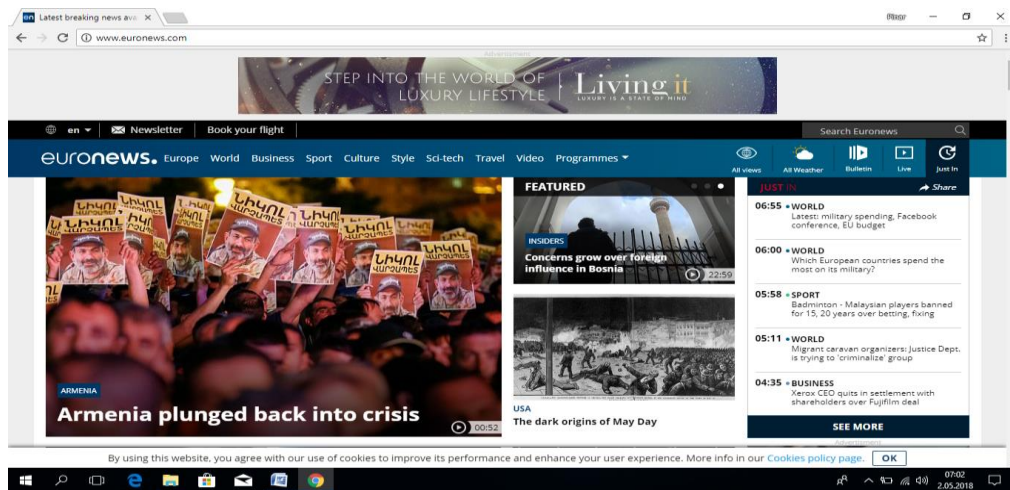 en Latest breaking news ava
www.euronews.com
Advertisment
STEP INTO THE WORLD OF
LUXURY LIFESTYLE
Living it
LUXURY IS A STATE OF MIND
en Newsletter Book your flight Search Euronews
euronews. Europe World Business Sport Culture Style Sci-tech Travel Video Programmes All views All Weather Bulletin Live Just In
ՆԻԿՈԼ
ՎԱՐՉԱՊԵՏ
ARMENIA
Armenia plunged back into crisis
00:52
FEATURED
INSIDERS
Concerns grow over foreign
influence in Bosnia
22:59
USA
The dark origins of May Day
JUST IN Share
06:55 WORLD
Latest: military spending, Facebook
conference, EU budget
06:00 WORLD
Which European countries spend the
most on its military?
05:58 SPORT
Badminton - Malaysian players banned
for 15, 20 years over betting, fixing
05:11 WORLD
Migrant caravan organizers: Justice Dept.
is trying to 'criminalize' group
04:35 BUSINESS
Xerox CEO quits in settlement with
shareholders over Fujifilm deal
SEE MORE
Advertisment
By using this website, you agree with our use of cookies to improve its performance and enhance your user experience. More info in our Cookies policy page. OK
07:02
2.05.2018